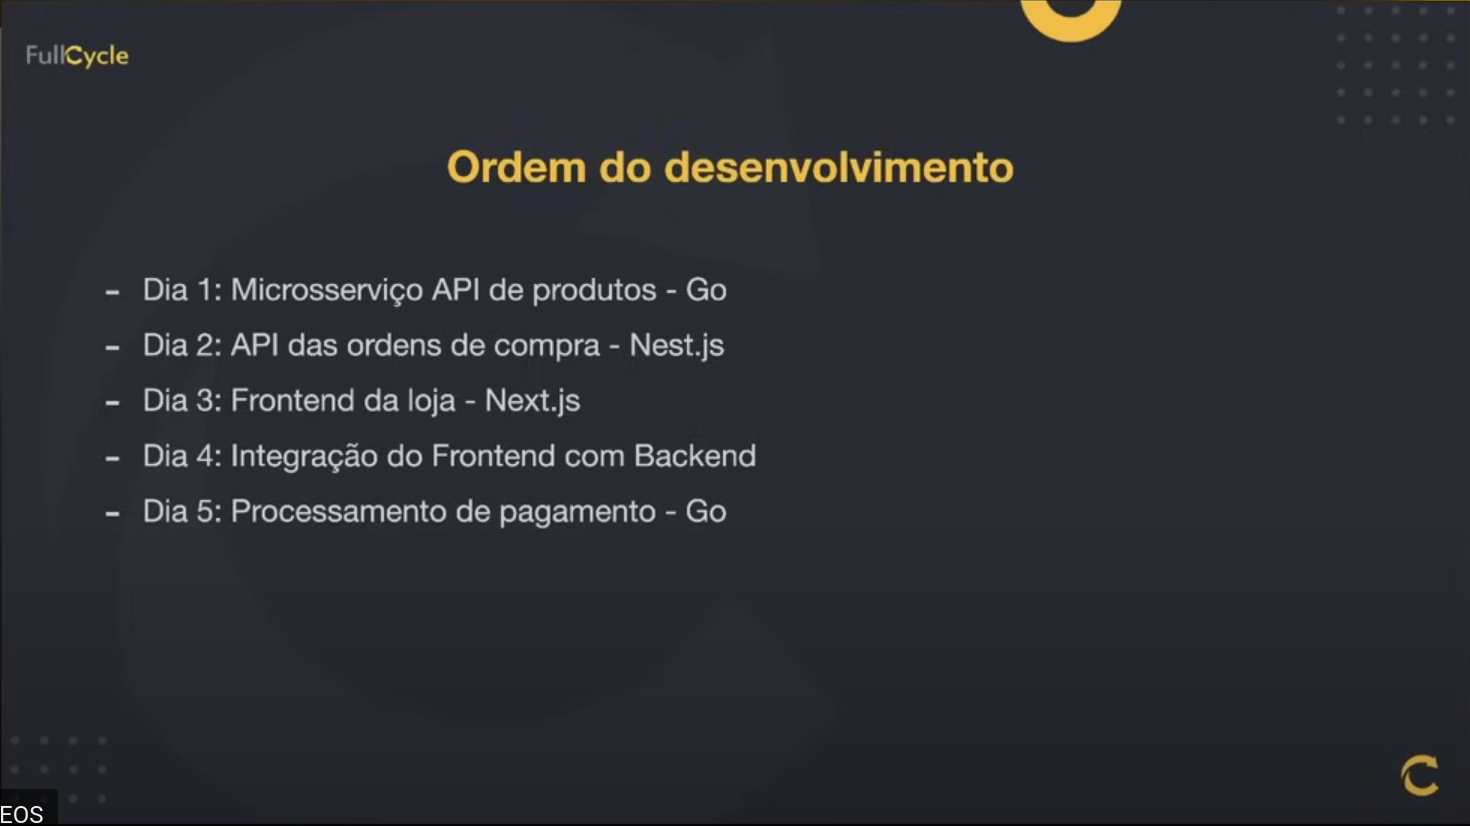 FullCycle
Ordem do desenvolvimento
- Dia 1: Microsserviço API de produtos - Go
- Dia 2: API das ordens de compra - Nest.js
- Dia 3: Frontend da loja - Next.js
- Dia 4: Integração do Frontend com Backend
- Dia 5: Processamento de pagamento - Go
EOS